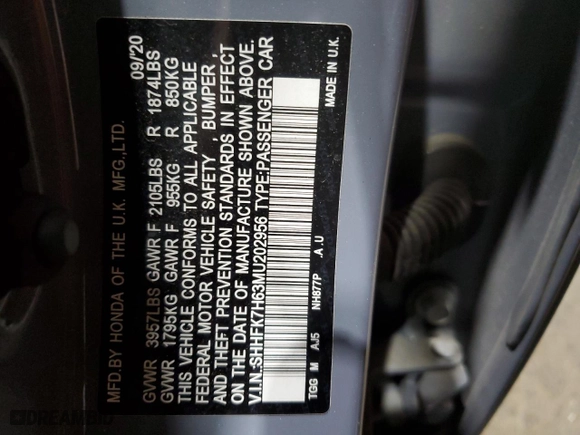 MFD.BY HONDA OF THE U.K. MFG.,LTD. 09/'20
GVWR 3957LBS GAWR F 2105LBS R 1874LBS
GVWR 1795KG GAWR F 955KG R 850KG
THIS VEHICLE CONFORMS TO ALL APPLICABLE
FEDERAL MOTOR VEHICLE SAFETY , BUMPER ,
AND THEFT PREVENTION STANDARDS IN EFFECT
ON THE DATE OF MANUFACTURE SHOWN ABOVE.
V.I.N.:SHHFK7H63MU202956 TYPE:PASSENGER CAR
TGG M AJ5 NH877P .A .U MADE IN U.K.
DREAMBID